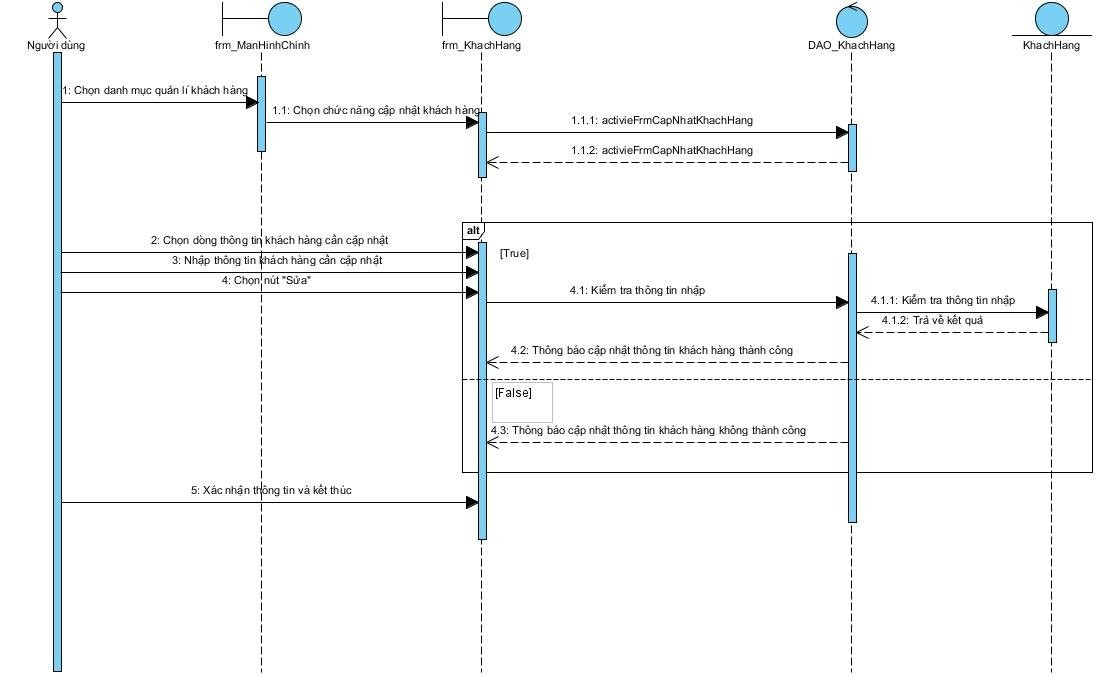 Người dùng
frm_ManHinhChinh
frm_KhachHang
DAO_KhachHang
KhachHang
1: Chọn danh mục quản lí khách hàng
1.1: Chọn chức năng cập nhật khách hàng
1.1.1: activieFrmCapNhatKhachHang
1.1.2: activieFrmCapNhatKhachHang
alt
2: Chọn dòng thông tin khách hàng cần cập nhật
[True]
3: Nhập thông tin khách hàng cần cập nhật
4: Chọn nút "Sửa"
4.1: Kiểm tra thông tin nhập
4.1.1: Kiểm tra thông tin nhập
4.1.2: Trả về kết quả
4.2: Thông báo cập nhật thông tin khách hàng thành công
[False]
4.3: Thông báo cập nhật thông tin khách hàng không thành công
5: Xác nhận thông tin và kết thúc